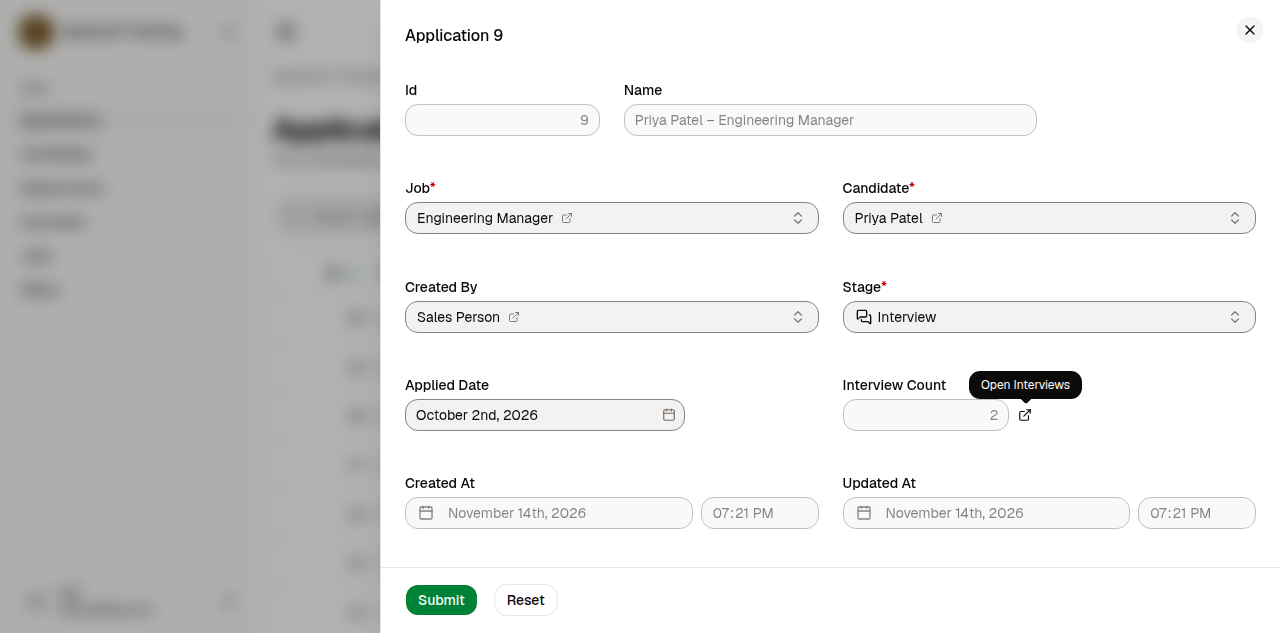 Application 9
Id
Name
9
Priya Patel – Engineering Manager
Job*
Candidate*
Engineering Manager
Priya Patel
Created By
Stage*
Sales Person
Interview
Applied Date
Interview Count
Open Interviews
October 2nd, 2026
2
Created At
Updated At
November 14th, 2026
07:21 PM
November 14th, 2026
07:21 PM
Submit
Reset